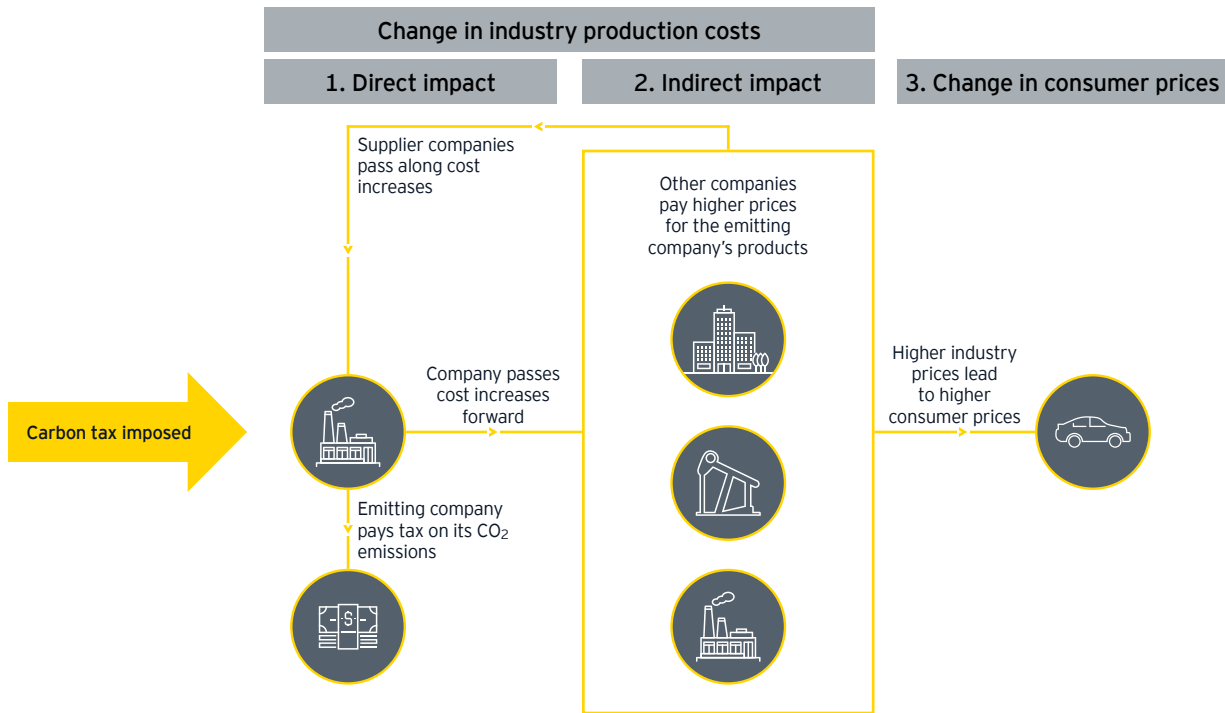 Change in industry production costs
1. Direct impact
2. Indirect impact
3. Change in consumer prices
Supplier companies
pass along cost
increases
Other companies
pay higher prices
for the emitting
company’s products
Carbon tax imposed
Company passes
cost increases
forward
Higher industry
prices lead
to higher
consumer prices
Emitting company
pays tax on its CO₂
emissions
$